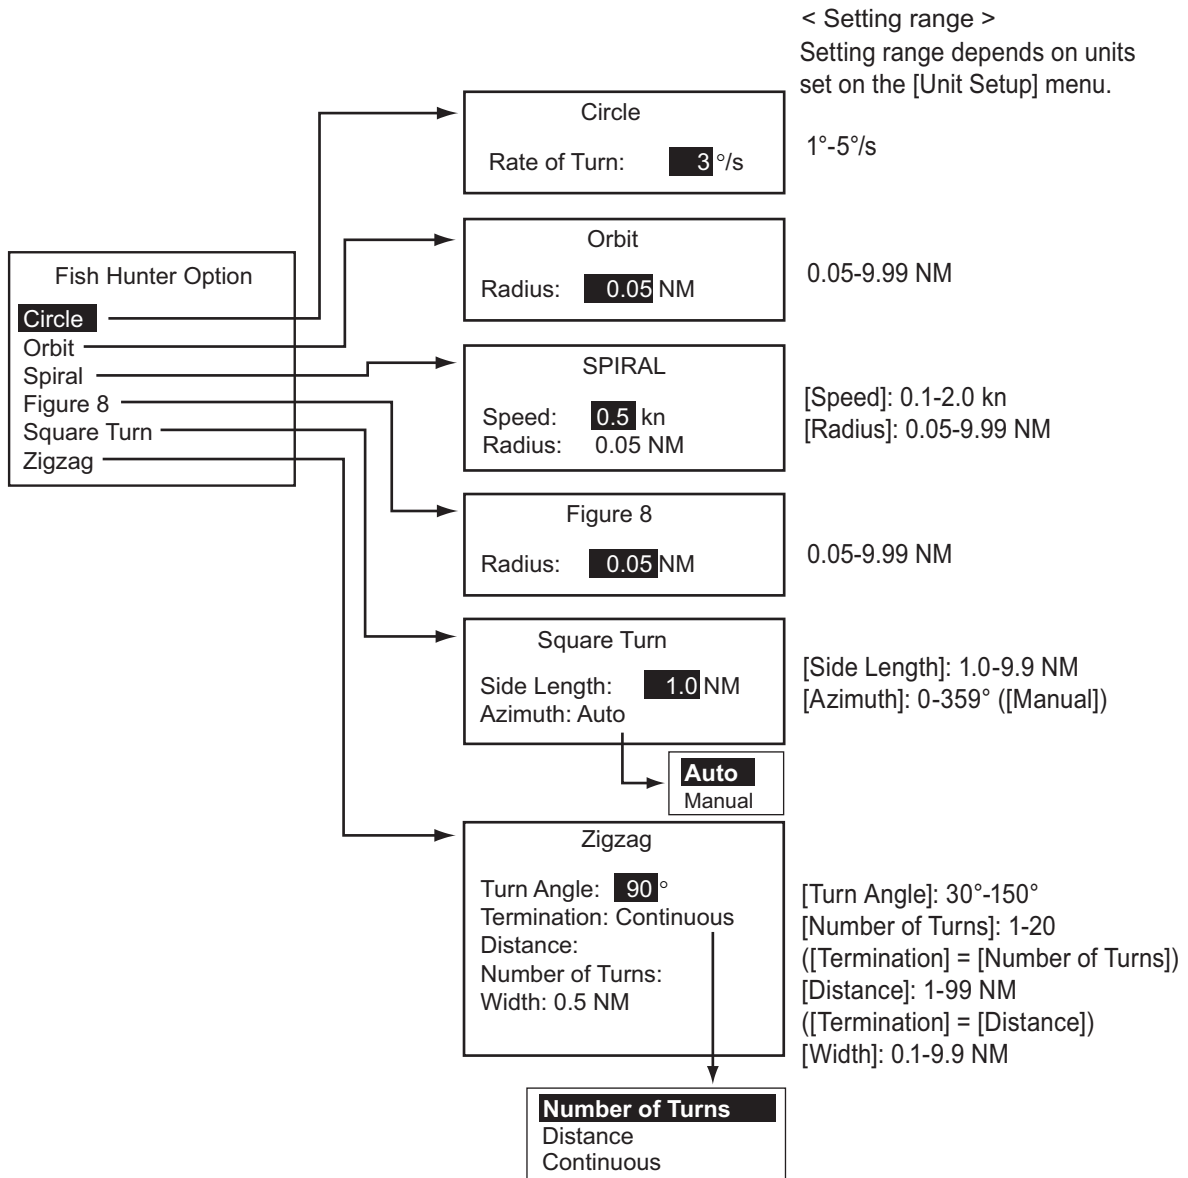 < Setting range >
Setting range depends on units
set on the [Unit Setup] menu.
Fish Hunter Option
Circle
Orbit
Spiral
Figure 8
Square Turn
Zigzag
Circle
Rate of Turn: 3 °/s
1°-5°/s
Orbit
Radius: 0.05 NM
0.05-9.99 NM
SPIRAL
Speed: 0.5 kn
Radius: 0.05 NM
[Speed]: 0.1-2.0 kn
[Radius]: 0.05-9.99 NM
Figure 8
Radius: 0.05 NM
0.05-9.99 NM
Square Turn
Side Length: 1.0 NM
Azimuth: Auto
[Side Length]: 1.0-9.9 NM
[Azimuth]: 0-359° ([Manual])
Auto
Manual
Zigzag
Turn Angle: 90 °
Termination: Continuous
Distance:
Number of Turns:
Width: 0.5 NM
[Turn Angle]: 30°-150°
[Number of Turns]: 1-20
([Termination] = [Number of Turns])
[Distance]: 1-99 NM
([Termination] = [Distance])
[Width]: 0.1-9.9 NM
Number of Turns
Distance
Continuous